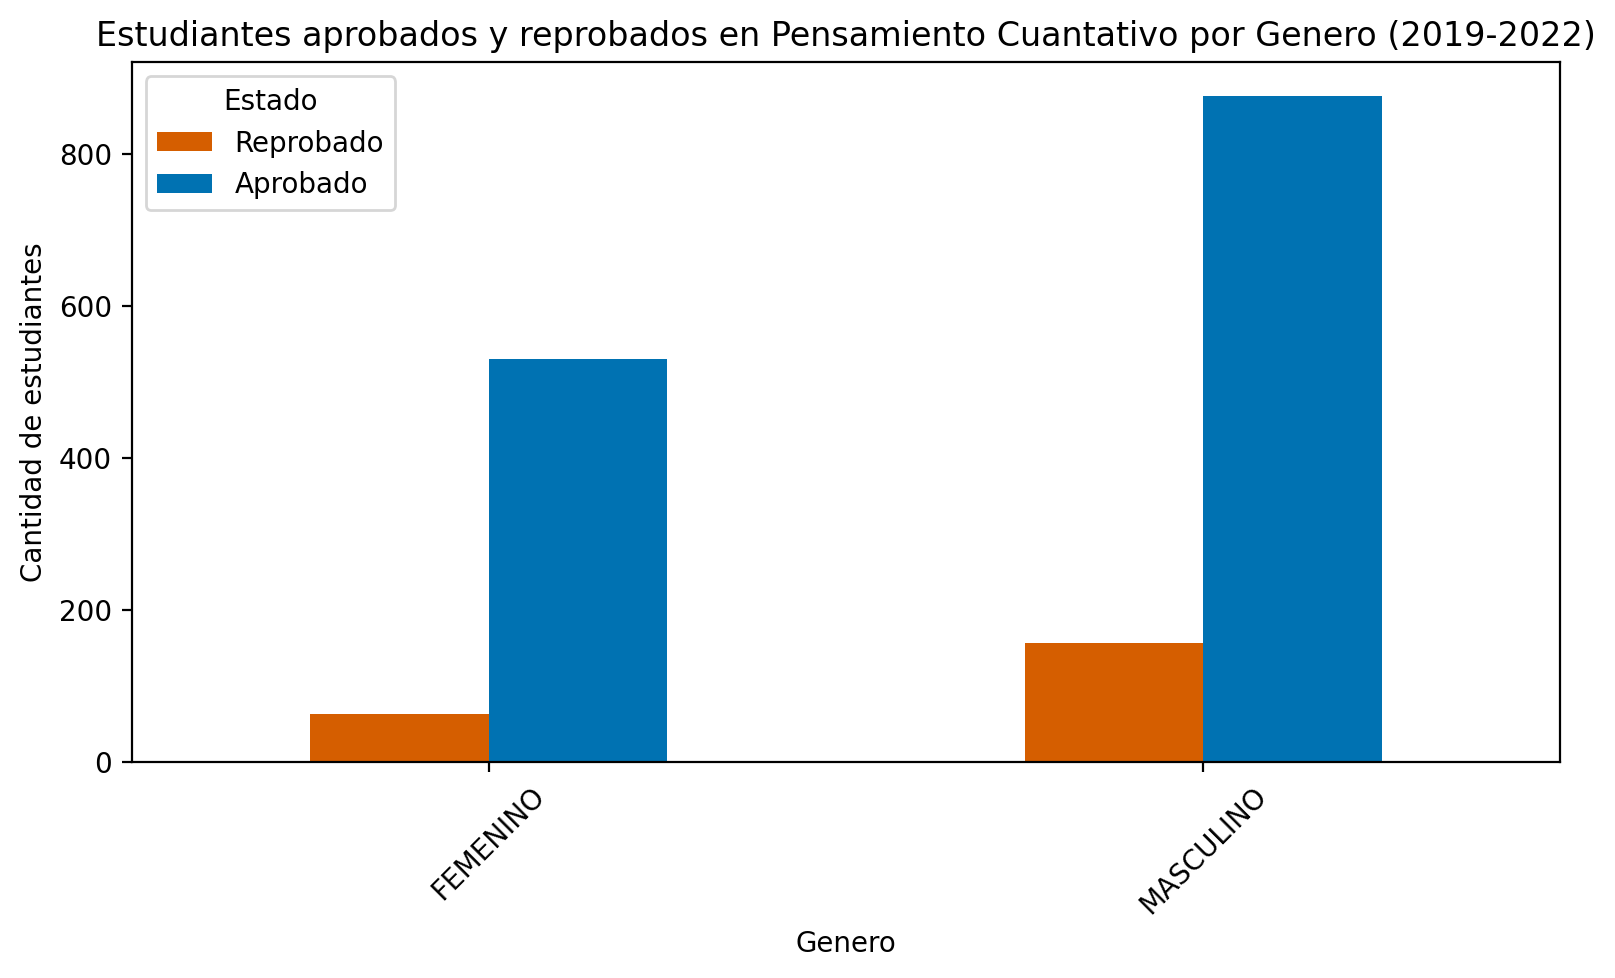 Estudiantes aprobados y reprobados en Pensamiento Cuantativo por Genero (2019-2022)
Estado
Reprobado
Aprobado
Cantidad de estudiantes
800
600
400
200
0
FEMENINO
MASCULINO
Genero